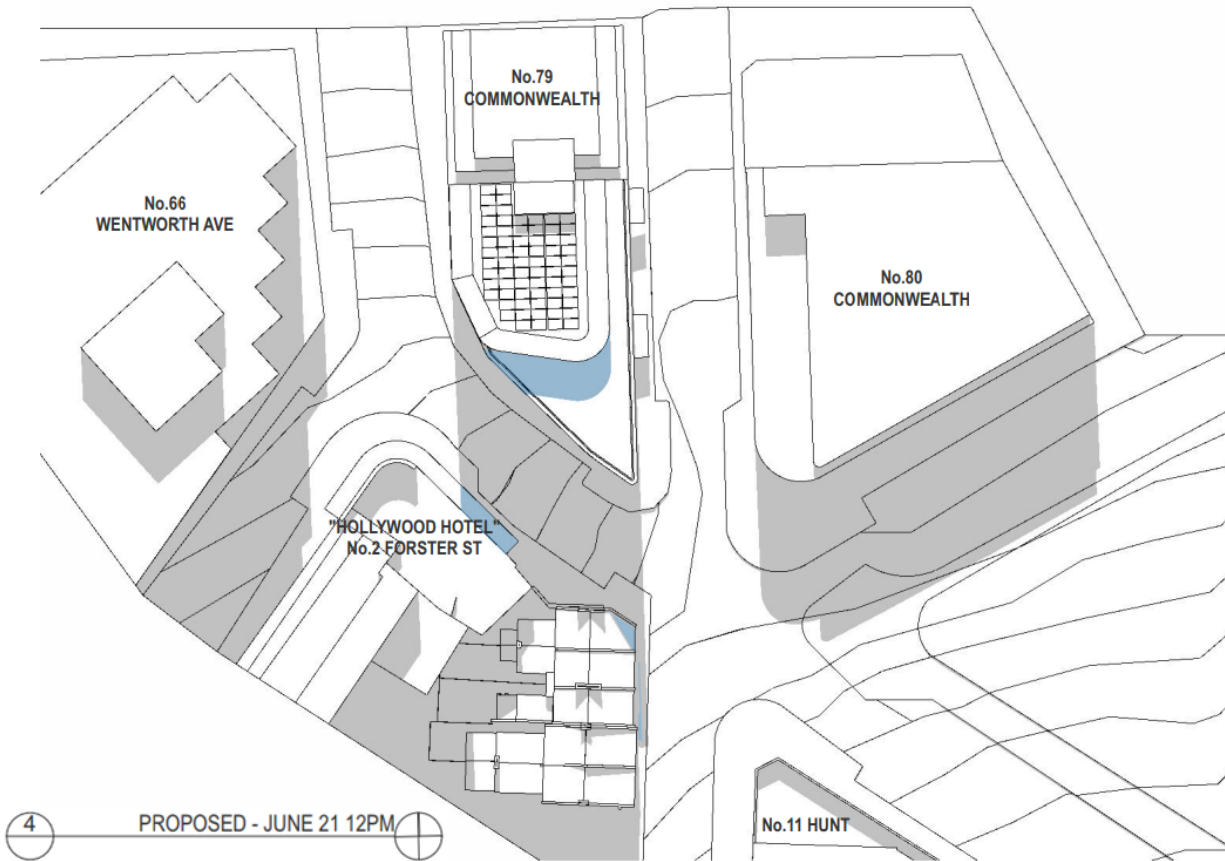 No.79
COMMONWEALTH
No.66
WENTWORTH AVE
No.80
COMMONWEALTH
"HOLLYWOOD HOTEL"
No.2 FORSTER ST
No.11 HUNT
4
PROPOSED - JUNE 21 12PM